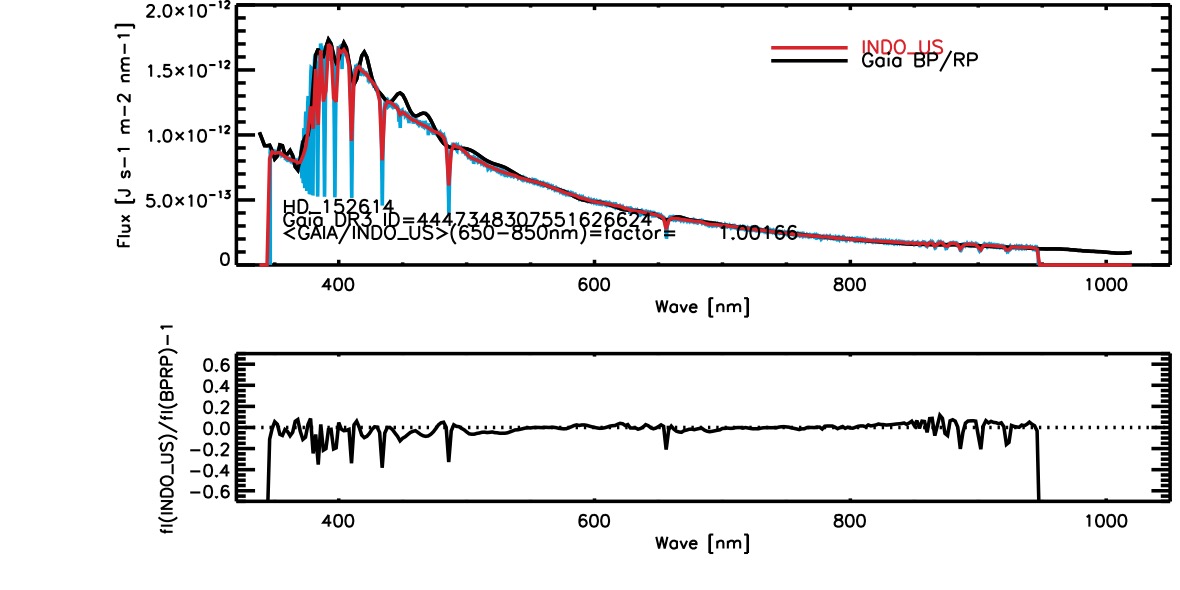 2.0×10−12
1.5×10−12
1.0×10−12
5.0×10−13
0
Flux [J s−1 m−2 nm−1]
INDO_US
Gaia BP/RP
HD_152614
Gaia DR3 ID=4447348307551626624
<GAIA/INDO_US>(650−850nm)=factor= 1.00166
400 600 800 1000
Wave [nm]
fl(INDO_US)/fl(BPRP)−1
0.6
0.4
0.2
0.0
−0.2
−0.4
−0.6
400 600 800 1000
Wave [nm]